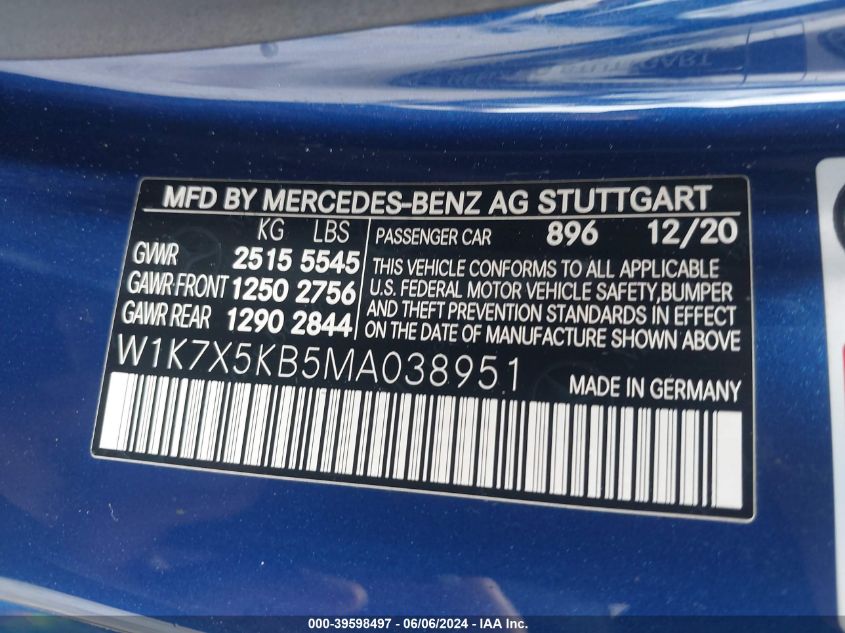 MFD BY MERCEDES-BENZ AG STUTTGART
KG LBS
GVWR 2515 5545
GAWR-FRONT 1250 2756
GAWR REAR 1290 2844
PASSENGER CAR 896 12/20
THIS VEHICLE CONFORMS TO ALL APPLICABLE
U.S. FEDERAL MOTOR VEHICLE SAFETY,BUMPER
AND THEFT PREVENTION STANDARDS IN EFFECT
ON THE DATE OF MANUFACTURE SHOWN ABOVE
W1K7X5KB5MA038951
MADE IN GERMANY
000-39598497 - 06/06/2024 - IAA Inc.